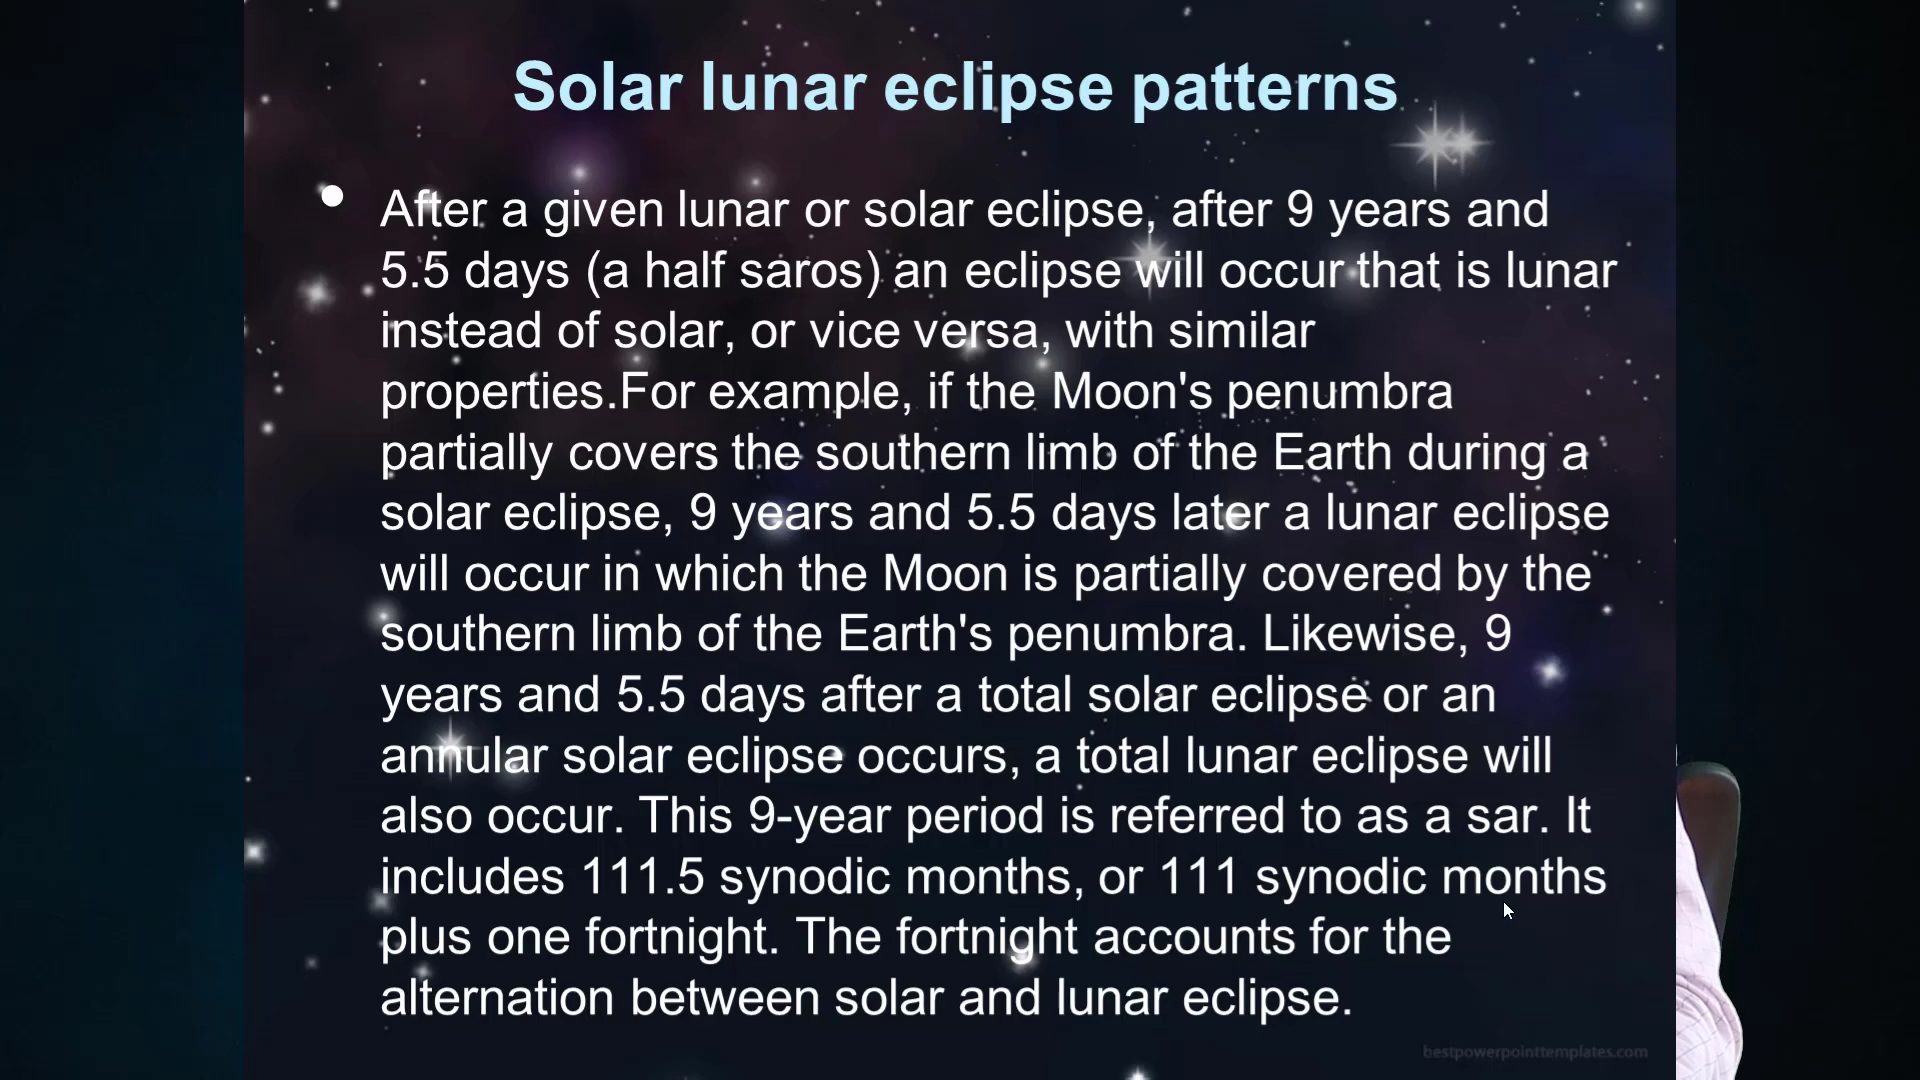 Solar lunar eclipse patterns
• After a given lunar or solar eclipse, after 9 years and
5.5 days (a half saros) an eclipse will occur that is lunar
instead of solar, or vice versa, with similar
properties.For example, if the Moon's penumbra
partially covers the southern limb of the Earth during a
solar eclipse, 9 years and 5.5 days later a lunar eclipse
will occur in which the Moon is partially covered by the
southern limb of the Earth's penumbra. Likewise, 9
years and 5.5 days after a total solar eclipse or an
annular solar eclipse occurs, a total lunar eclipse will
also occur. This 9-year period is referred to as a sar. It
includes 111.5 synodic months, or 111 synodic months
plus one fortnight. The fortnight accounts for the
alternation between solar and lunar eclipse.
bestpowerpointtemplates.com